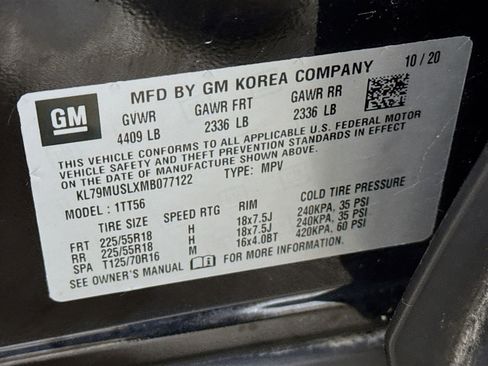 GM
MFD BY GM KOREA COMPANY 10/20
GVWR GAWR FRT GAWR RR
4409 LB 2336 LB 2336 LB
THIS VEHICLE CONFORMS TO ALL APPLICABLE U.S. FEDERAL MOTOR
VEHICLE SAFETY AND THEFT PREVENTION STANDARDS IN EFFECT
ON THE DATE OF MANUFACTURE SHOWN ABOVE.
KL79MUSLXMB077122 TYPE: MPV
MODEL: 1TT56
TIRE SIZE SPEED RTG RIM COLD TIRE PRESSURE
FRT 225/55R18 H 18x7.5J 240KPA, 35 PSI
RR 225/55R18 H 18x7.5J 240KPA, 35 PSI
SPA T125/70R16 M 16x4.0BT 420KPA, 60 PSI
SEE OWNER'S MANUAL FOR MORE INFORMATION.